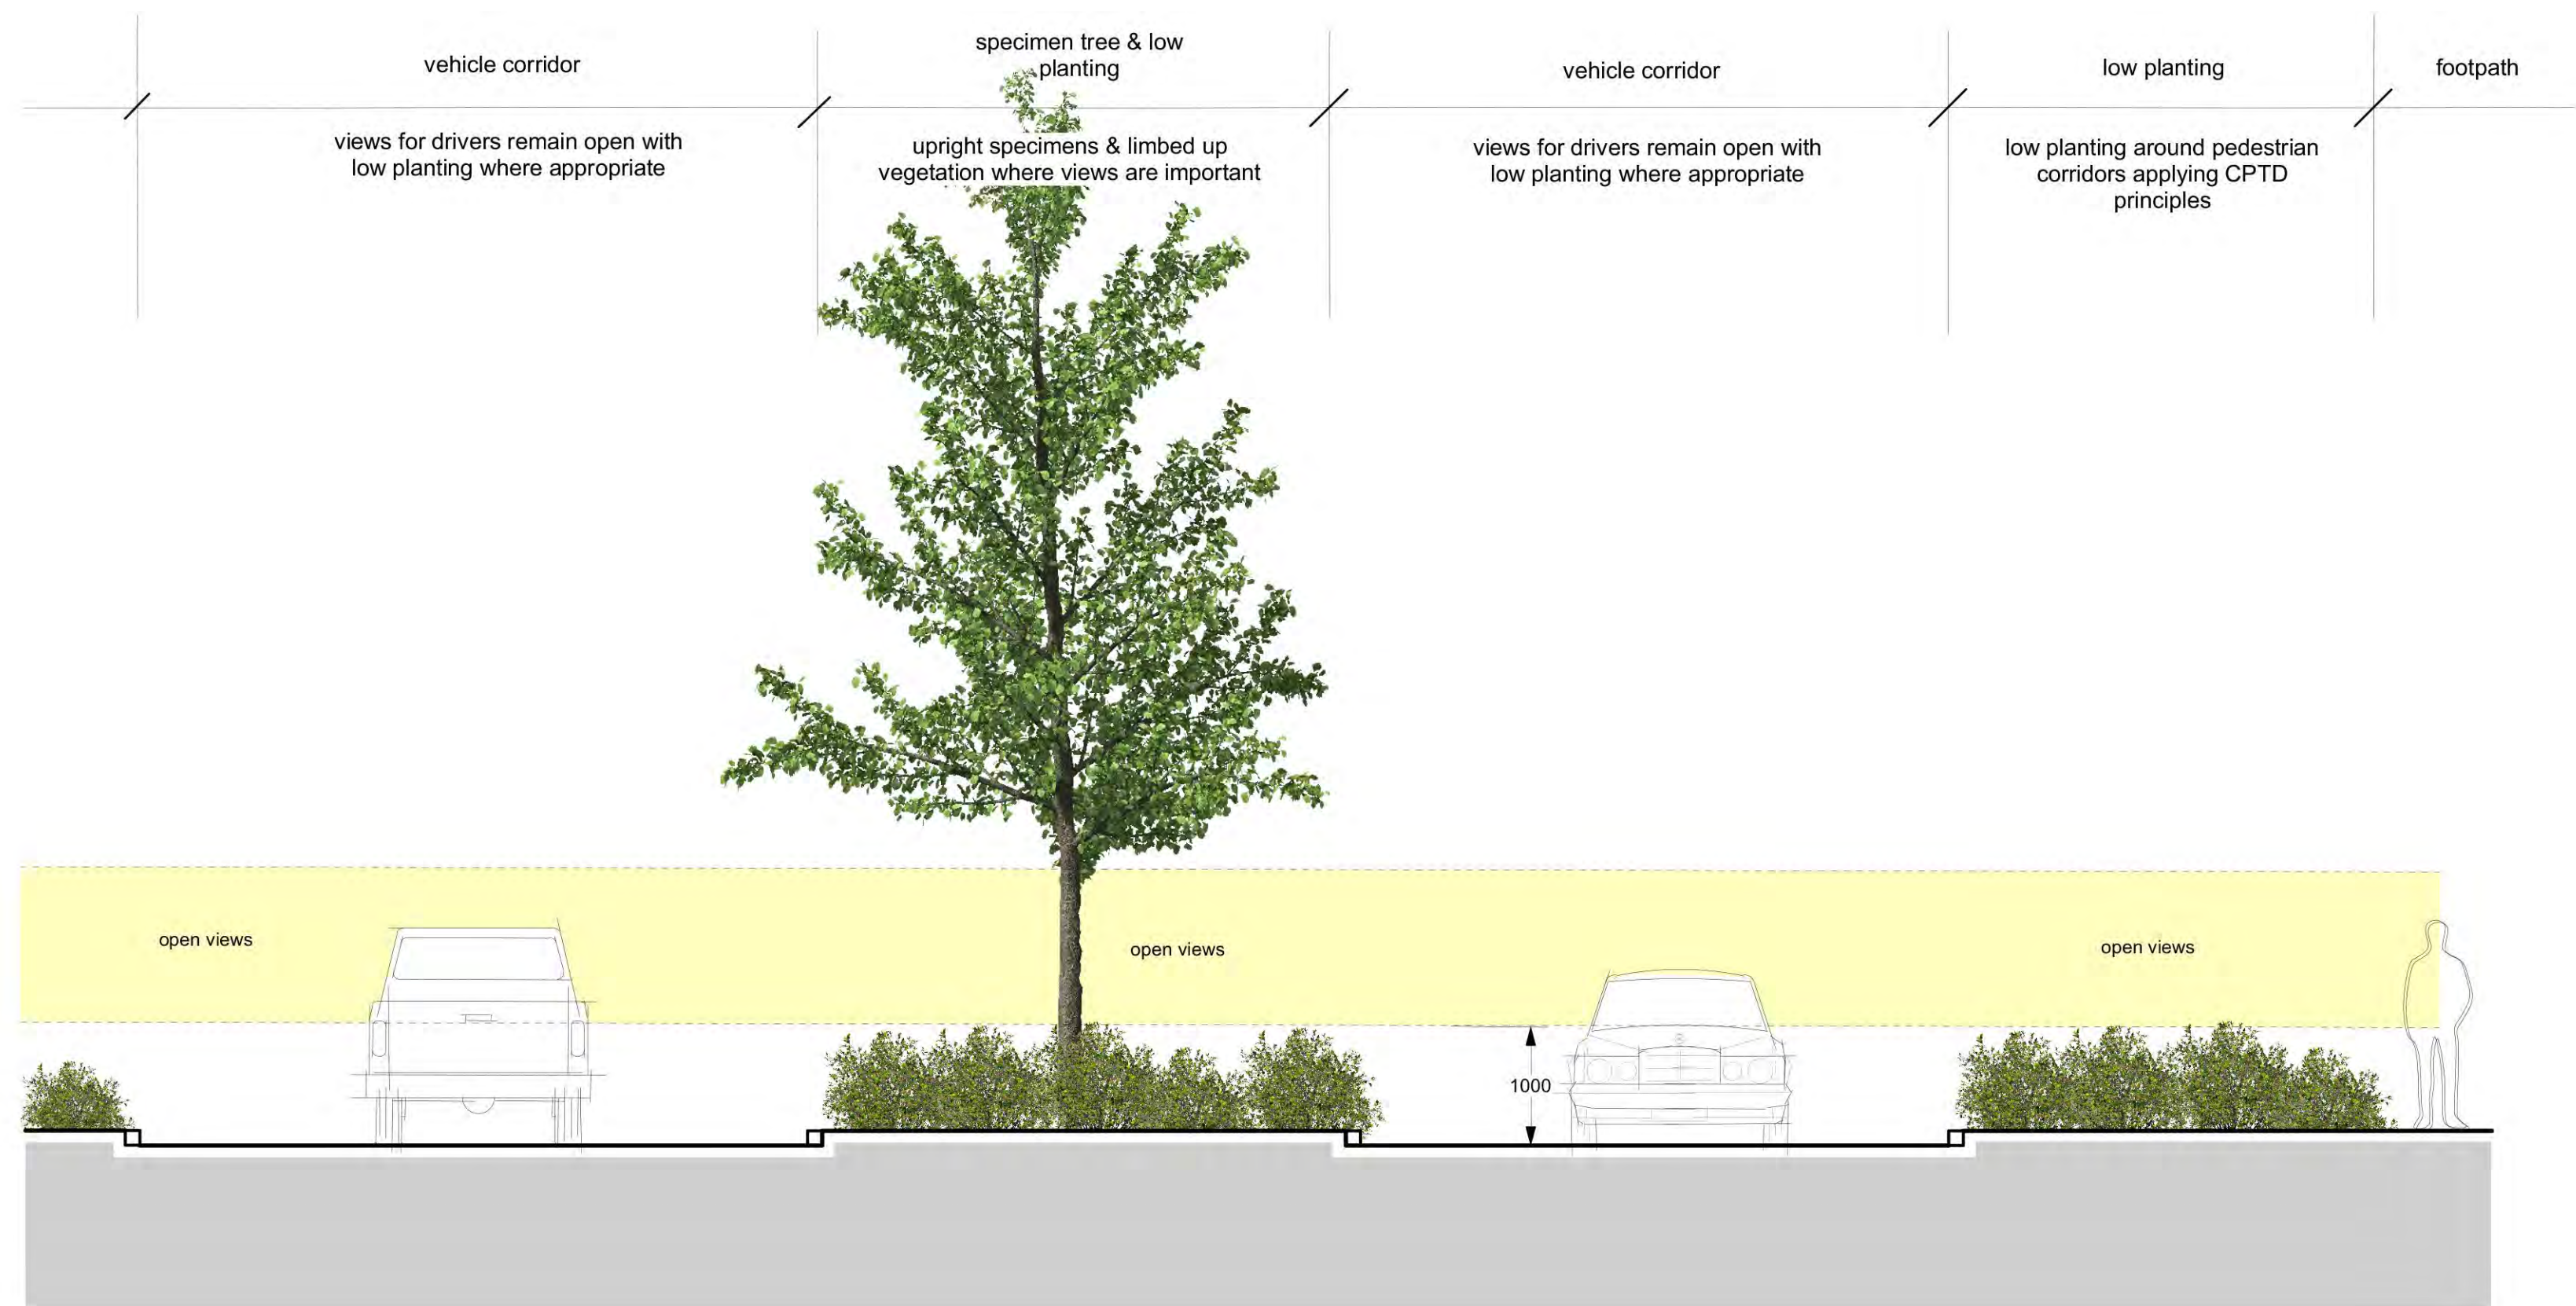 vehicle corridor
specimen tree & low
planting
vehicle corridor
low planting
footpath
views for drivers remain open with
low planting where appropriate
upright specimens & limbed up
vegetation where views are important
views for drivers remain open with
low planting where appropriate
low planting around pedestrian
corridors applying CPTD
principles
open views
open views
open views
1000